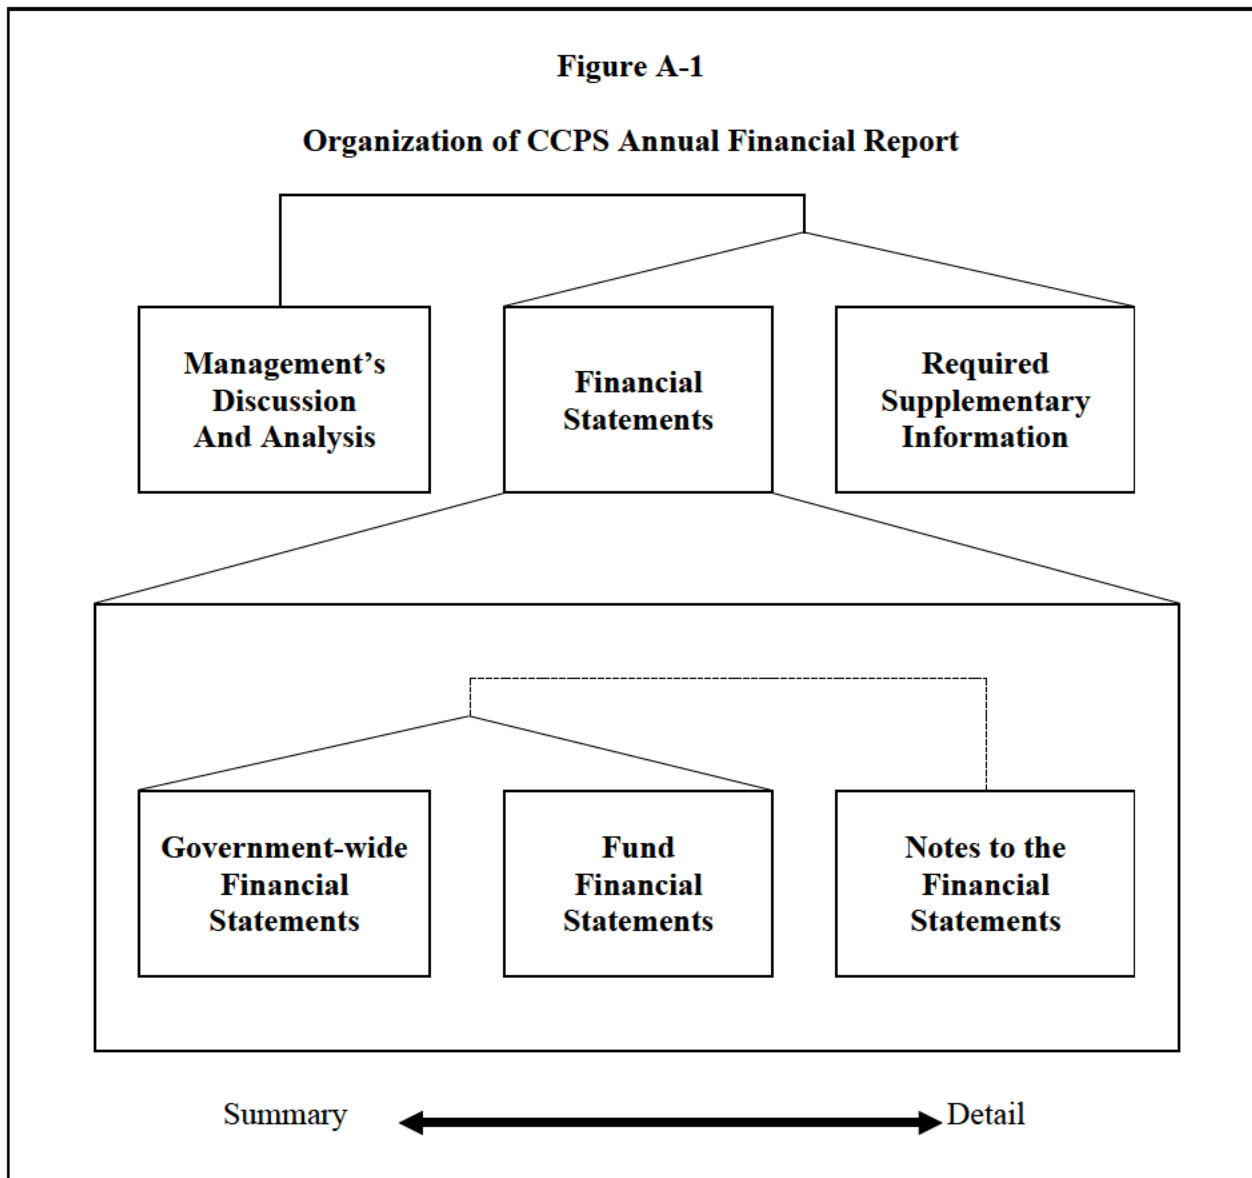 Figure A-1
Organization of CCPS Annual Financial Report
Management’s
Discussion
And Analysis
Financial
Statements
Required
Supplementary
Information
Government-wide
Financial
Statements
Fund
Financial
Statements
Notes to the
Financial
Statements
Summary
Detail